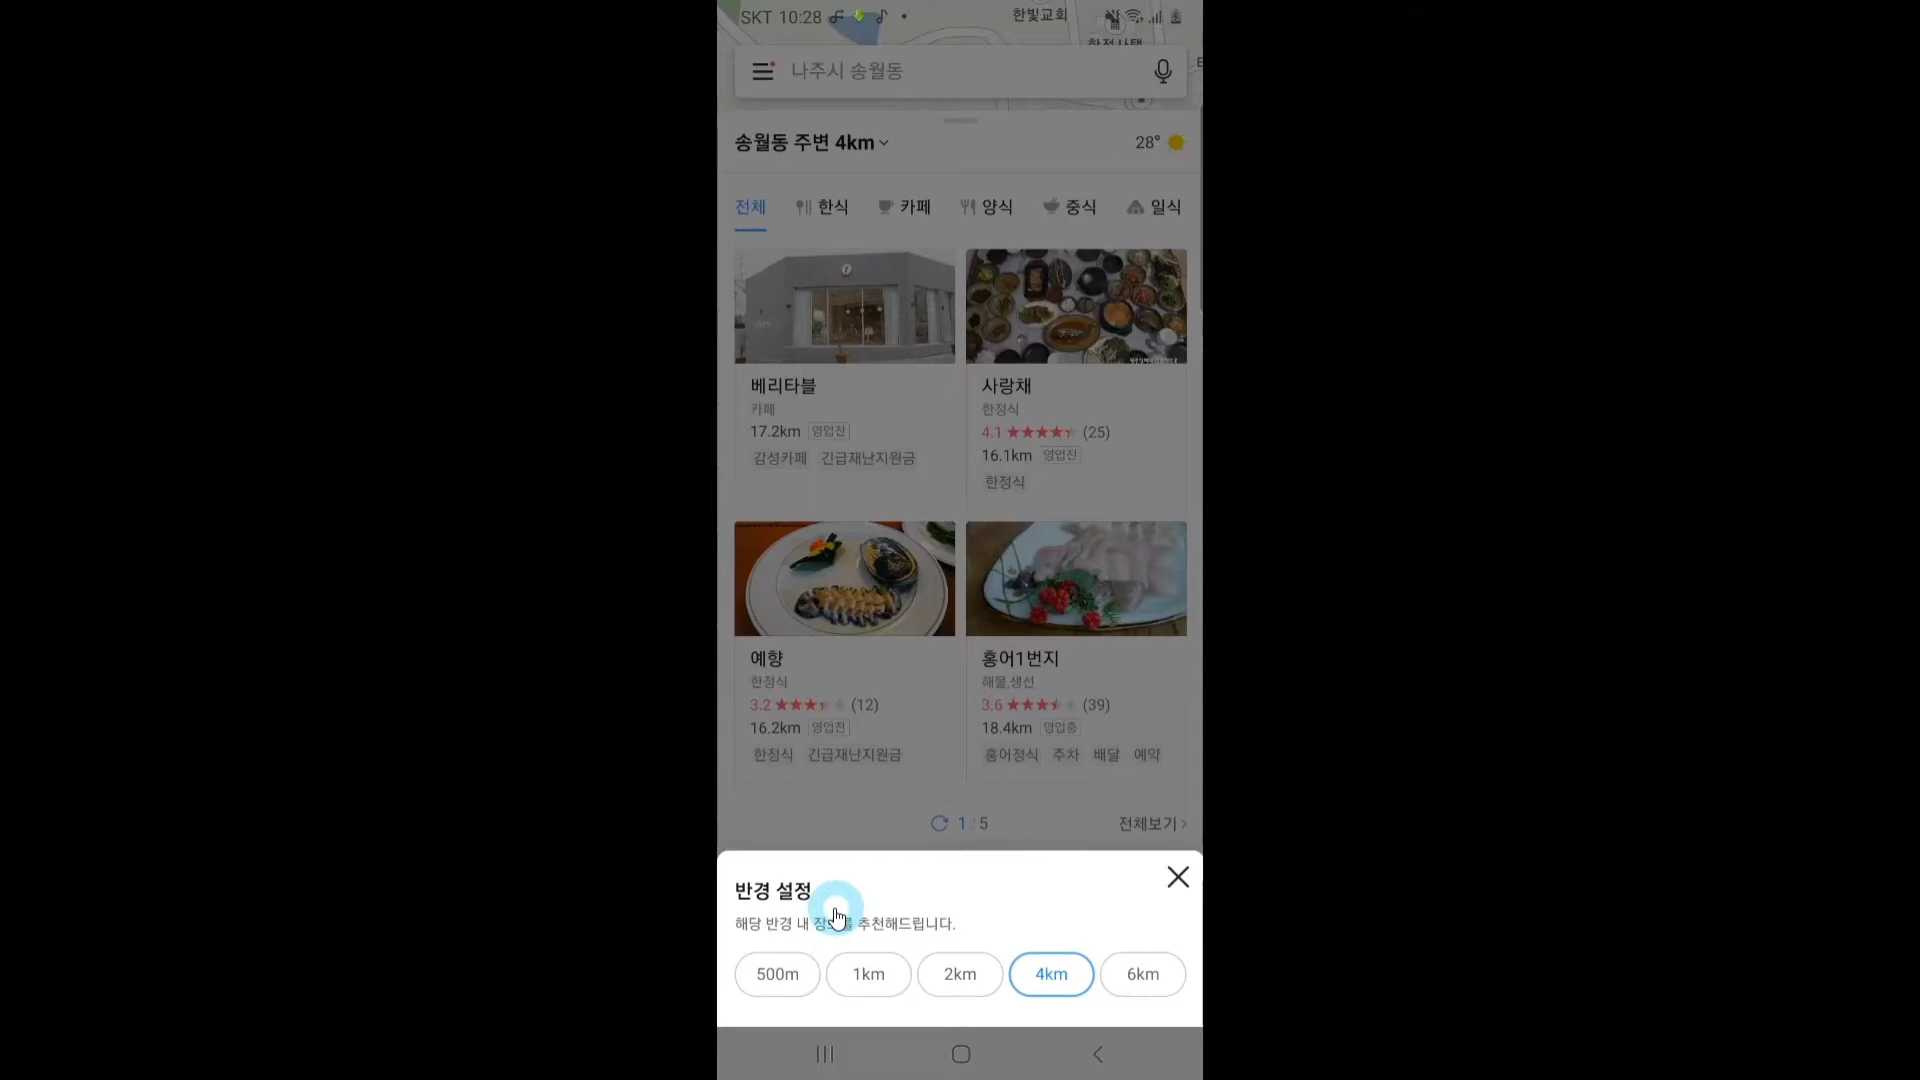 SKT 10:28
한빛교회
나주시 송월동
송월동 주변 4km
28°
전체 한식 카페 양식 중식 일식
베리타블
카페
17.2km 영업전
감성카페 긴급재난지원금
사랑채
한정식
4.1 ★★★★★ (25)
16.1km 영업전
한정식
예향
한정식
3.2 ★★★★★ (12)
16.2km 영업전
한정식 긴급재난지원금
홍어1번지
해물,생선
3.6 ★★★★★ (39)
18.4km 영업중
홍어정식 주차 배달 예약
1 / 5
전체보기 >
반경 설정
해당 반경 내 장소를 추천해드립니다.
500m 1km 2km 4km 6km